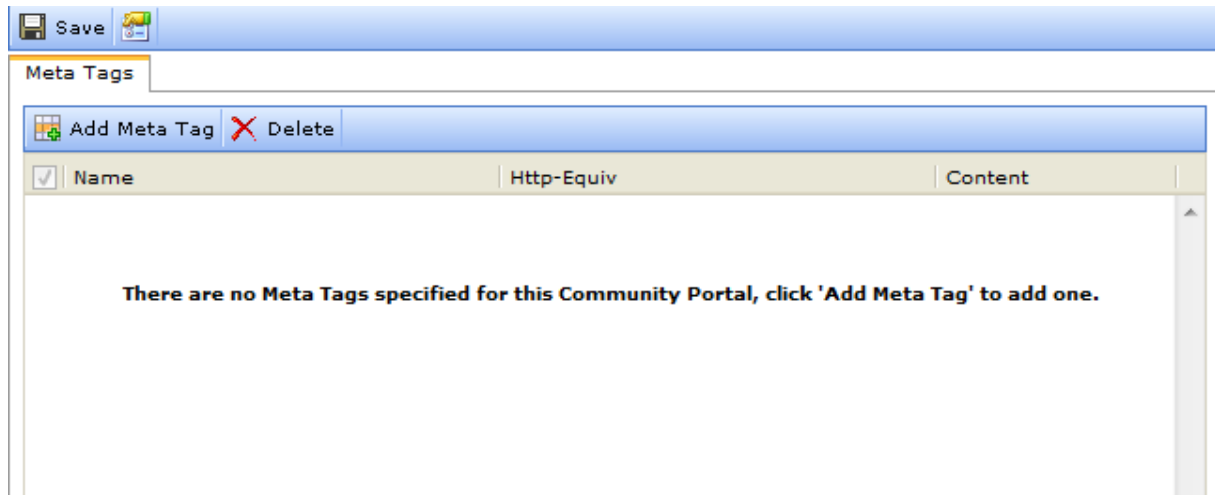 Save
Meta Tags
Add Meta Tag Delete
Name Http-Equiv Content
There are no Meta Tags specified for this Community Portal, click 'Add Meta Tag' to add one.